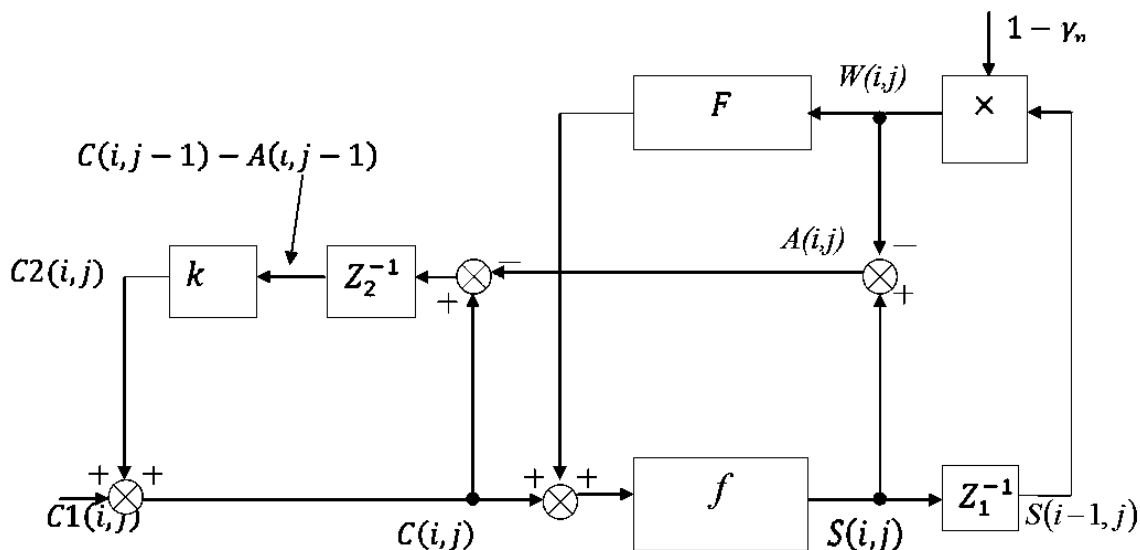 1 − γₙ
W(i,j)
F
×
C(i, j − 1) − A(ı, j − 1)
A(i,j)
−
C2(i, j)
k
Z₂⁻¹
−
+
+
+ +
+ +
f
Z₁⁻¹
C1(i, j)
C(i, j)
S(i, j)
S(i−1, j)